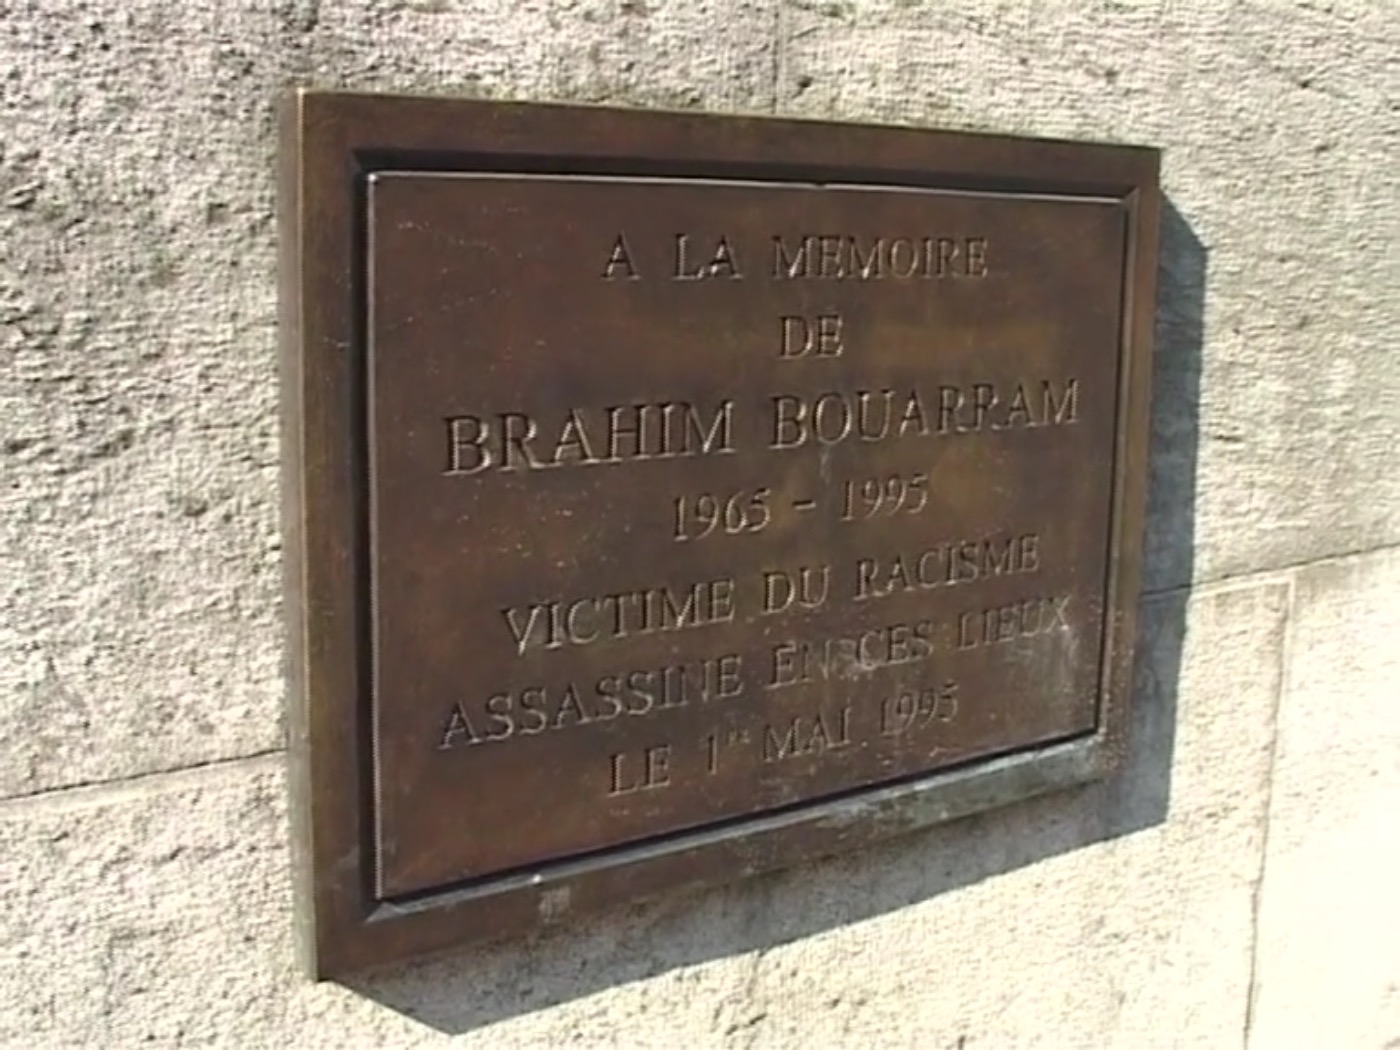 A LA MEMOIRE
DE
BRAHIM BOUARRAM
1965 - 1995
VICTIME DU RACISME
ASSASSINE EN CES LIEUX
LE 1ER MAI 1995